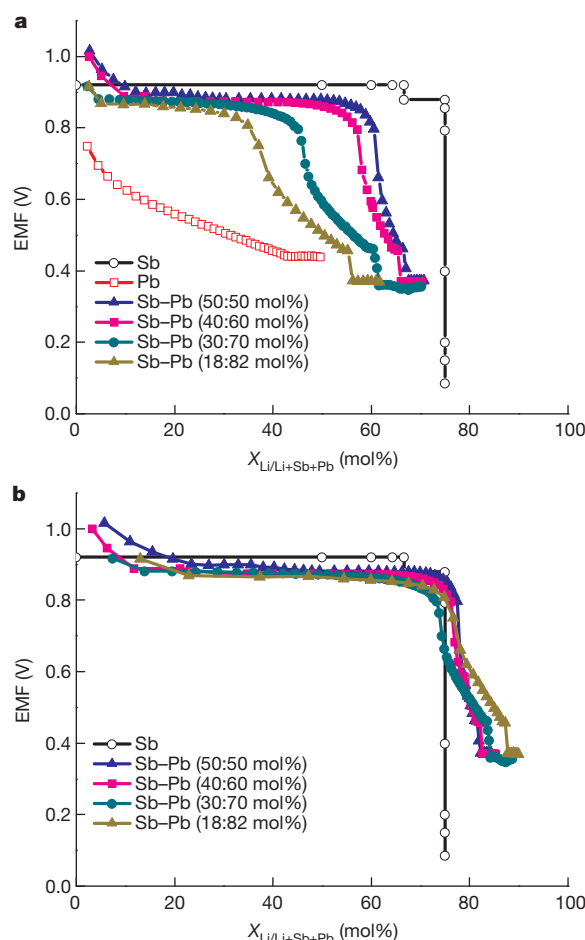 a
1.0
0.8
0.6
0.4
0.2
0.0
EMF (V)
Sb
Pb
Sb–Pb (50:50 mol%)
Sb–Pb (40:60 mol%)
Sb–Pb (30:70 mol%)
Sb–Pb (18:82 mol%)
0 20 40 60 80 100
XLi/Li+Sb+Pb (mol%)
b
1.0
0.8
0.6
0.4
0.2
0.0
EMF (V)
Sb
Sb–Pb (50:50 mol%)
Sb–Pb (40:60 mol%)
Sb–Pb (30:70 mol%)
Sb–Pb (18:82 mol%)
0 20 40 60 80 100
XLi/Li+Sb+Pb (mol%)